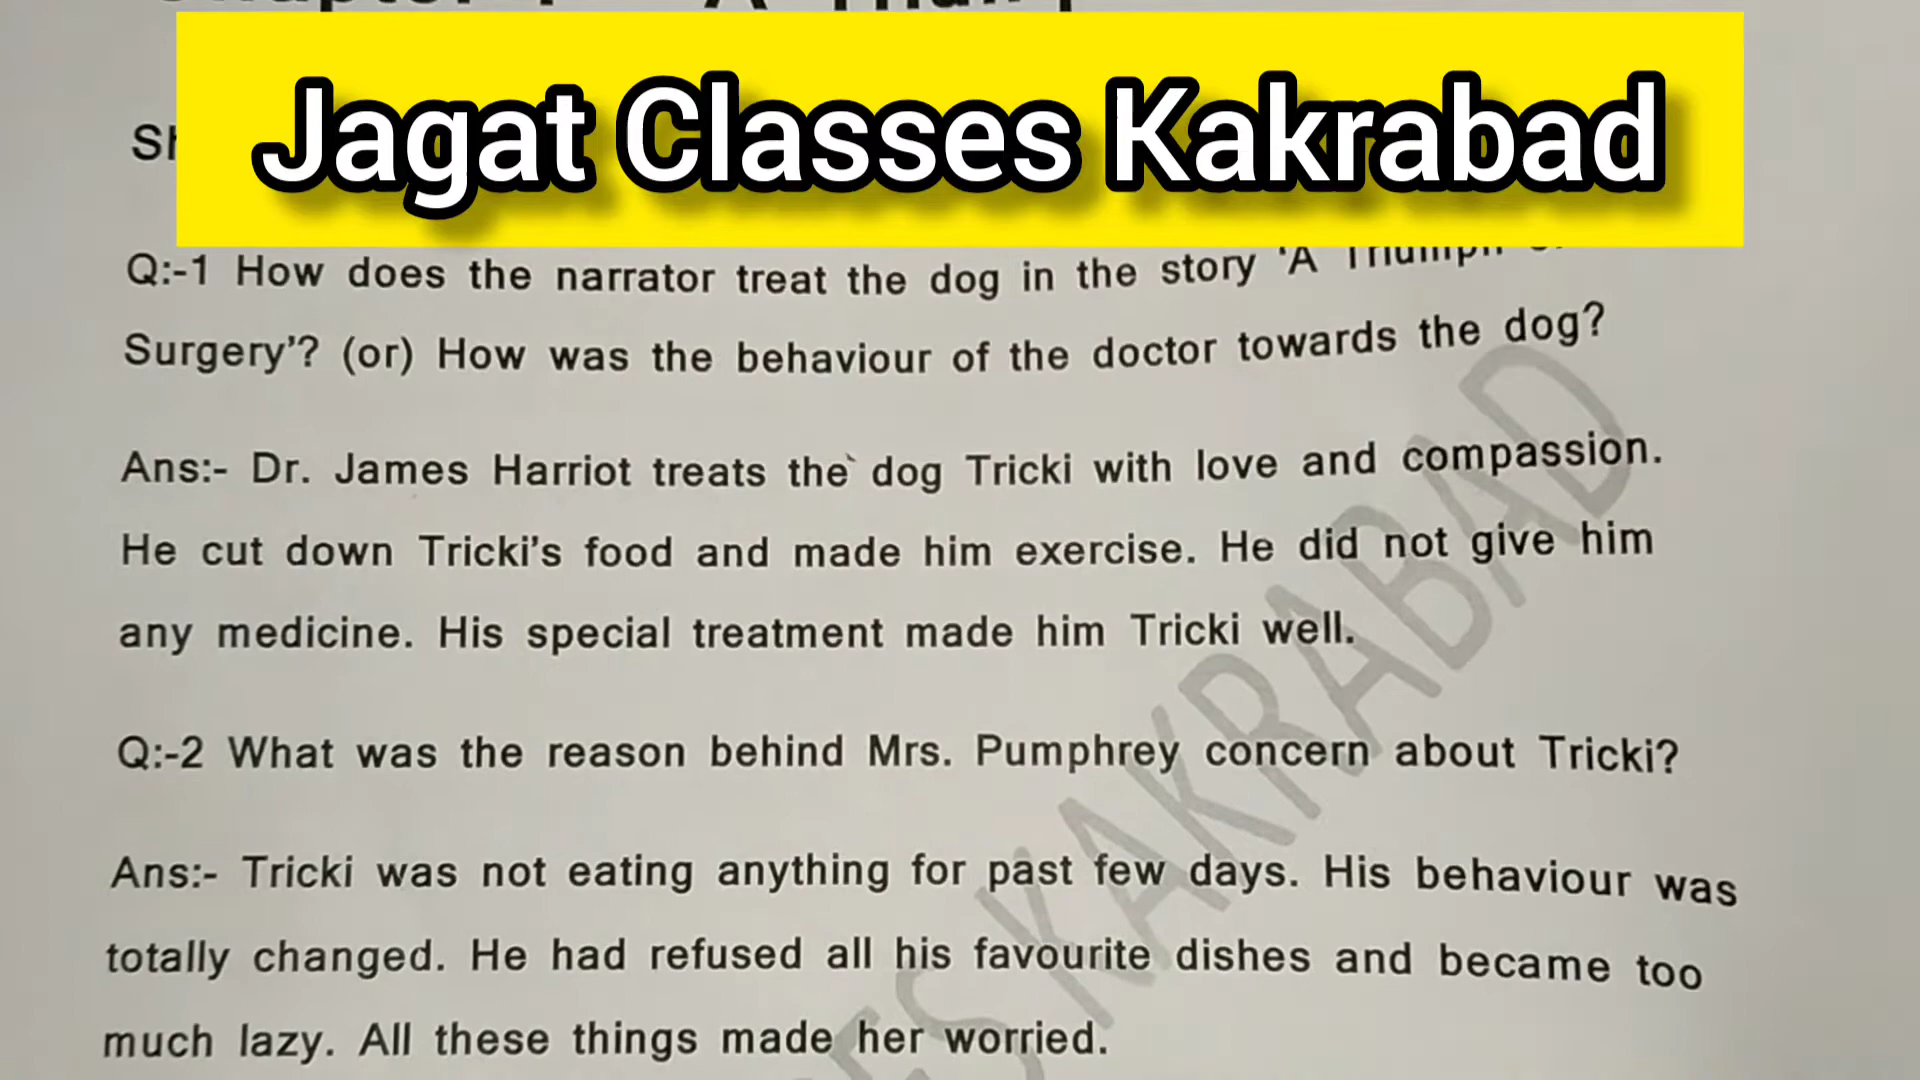 Jagat Classes Kakrabad
Q:-1 How does the narrator treat the dog in the story 'A Triumph
Surgery'? (or) How was the behaviour of the doctor towards the dog?
Ans:- Dr. James Harriot treats the dog Tricki with love and compassion.
He cut down Tricki's food and made him exercise. He did not give him
any medicine. His special treatment made him Tricki well.
Q:-2 What was the reason behind Mrs. Pumphrey concern about Tricki?
Ans:- Tricki was not eating anything for past few days. His behaviour was
totally changed. He had refused all his favourite dishes and became too
much lazy. All these things made her worried.
KAKRABAD